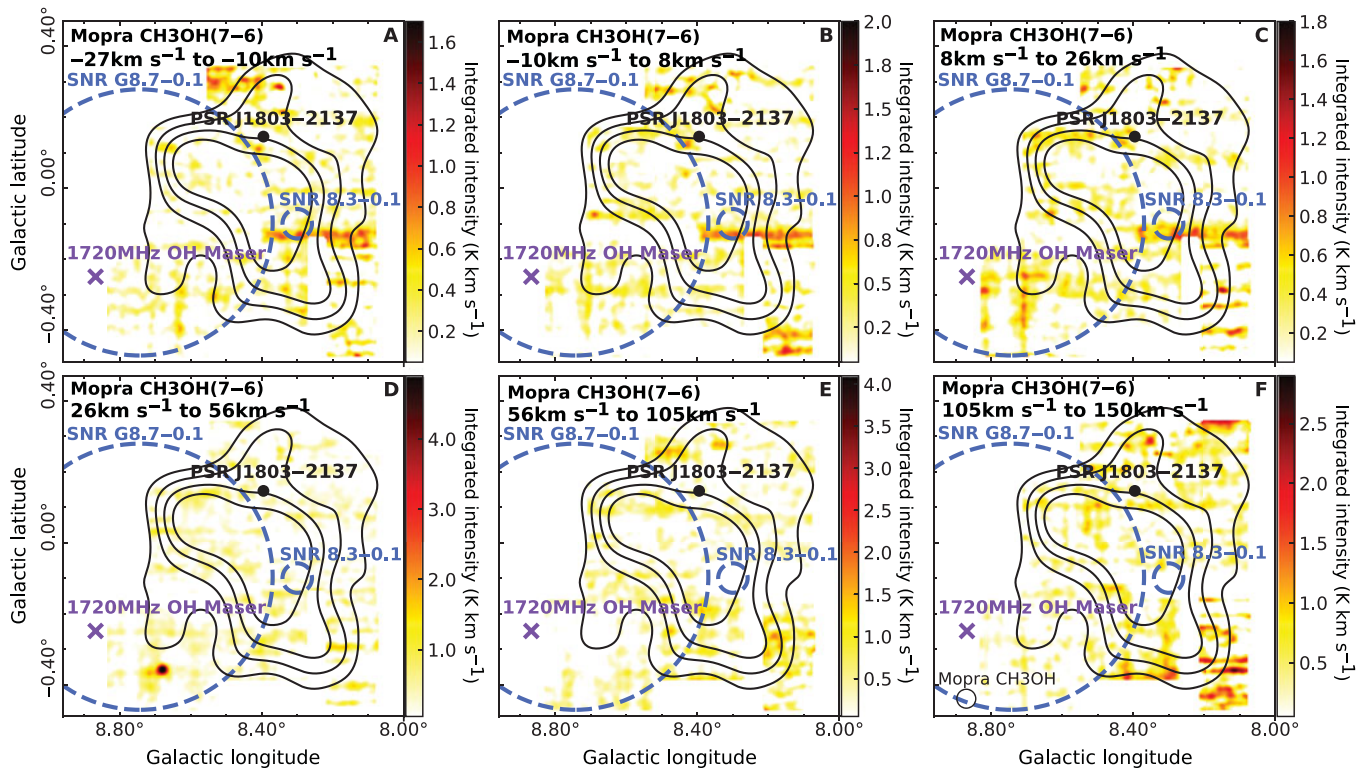 Mopra CH3OH(7−6)
A
−27km s−1 to −10km s−1
SNR G8.7−0.1
PSR J1803−2137
SNR 8.3−0.1
1720MHz OH Maser
0.40°
0.00°
−0.40°
Galactic latitude
1.6
1.4
1.2
1.0
0.8
0.6
0.4
0.2
Integrated intensity (K km s−1)
Mopra CH3OH(7−6)
B
−10km s−1 to 8km s−1
SNR G8.7−0.1
PSR J1803−2137
SNR 8.3−0.1
1720MHz OH Maser
2.0
1.8
1.5
1.2
1.0
0.8
0.5
0.2
Integrated intensity (K km s−1)
Mopra CH3OH(7−6)
C
8km s−1 to 26km s−1
SNR G8.7−0.1
PSR J1803−2137
SNR 8.3−0.1
1720MHz OH Maser
1.8
1.6
1.4
1.2
1.0
0.8
0.6
0.4
0.2
Integrated intensity (K km s−1)
Mopra CH3OH(7−6)
D
26km s−1 to 56km s−1
SNR G8.7−0.1
PSR J1803−2137
SNR 8.3−0.1
1720MHz OH Maser
0.40°
0.00°
−0.40°
Galactic latitude
8.80°
8.40°
8.00°
Galactic longitude
4.0
3.0
2.0
1.0
Integrated intensity (K km s−1)
Mopra CH3OH(7−6)
E
56km s−1 to 105km s−1
SNR G8.7−0.1
PSR J1803−2137
SNR 8.3−0.1
1720MHz OH Maser
8.80°
8.40°
8.00°
Galactic longitude
4.0
3.5
3.0
2.5
2.0
1.5
1.0
0.5
Integrated intensity (K km s−1)
Mopra CH3OH(7−6)
F
105km s−1 to 150km s−1
SNR G8.7−0.1
PSR J1803−2137
SNR 8.3−0.1
1720MHz OH Maser
Mopra CH3OH
8.80°
8.40°
8.00°
Galactic longitude
2.5
2.0
1.5
1.0
0.5
Integrated intensity (K km s−1)